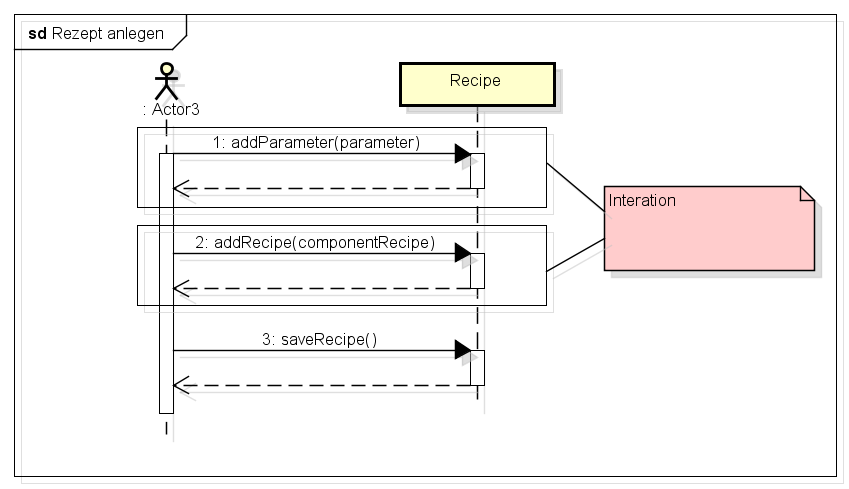 sd Rezept anlegen
Recipe
: Actor3
1: addParameter(parameter)
Interation
2: addRecipe(componentRecipe)
3: saveRecipe()